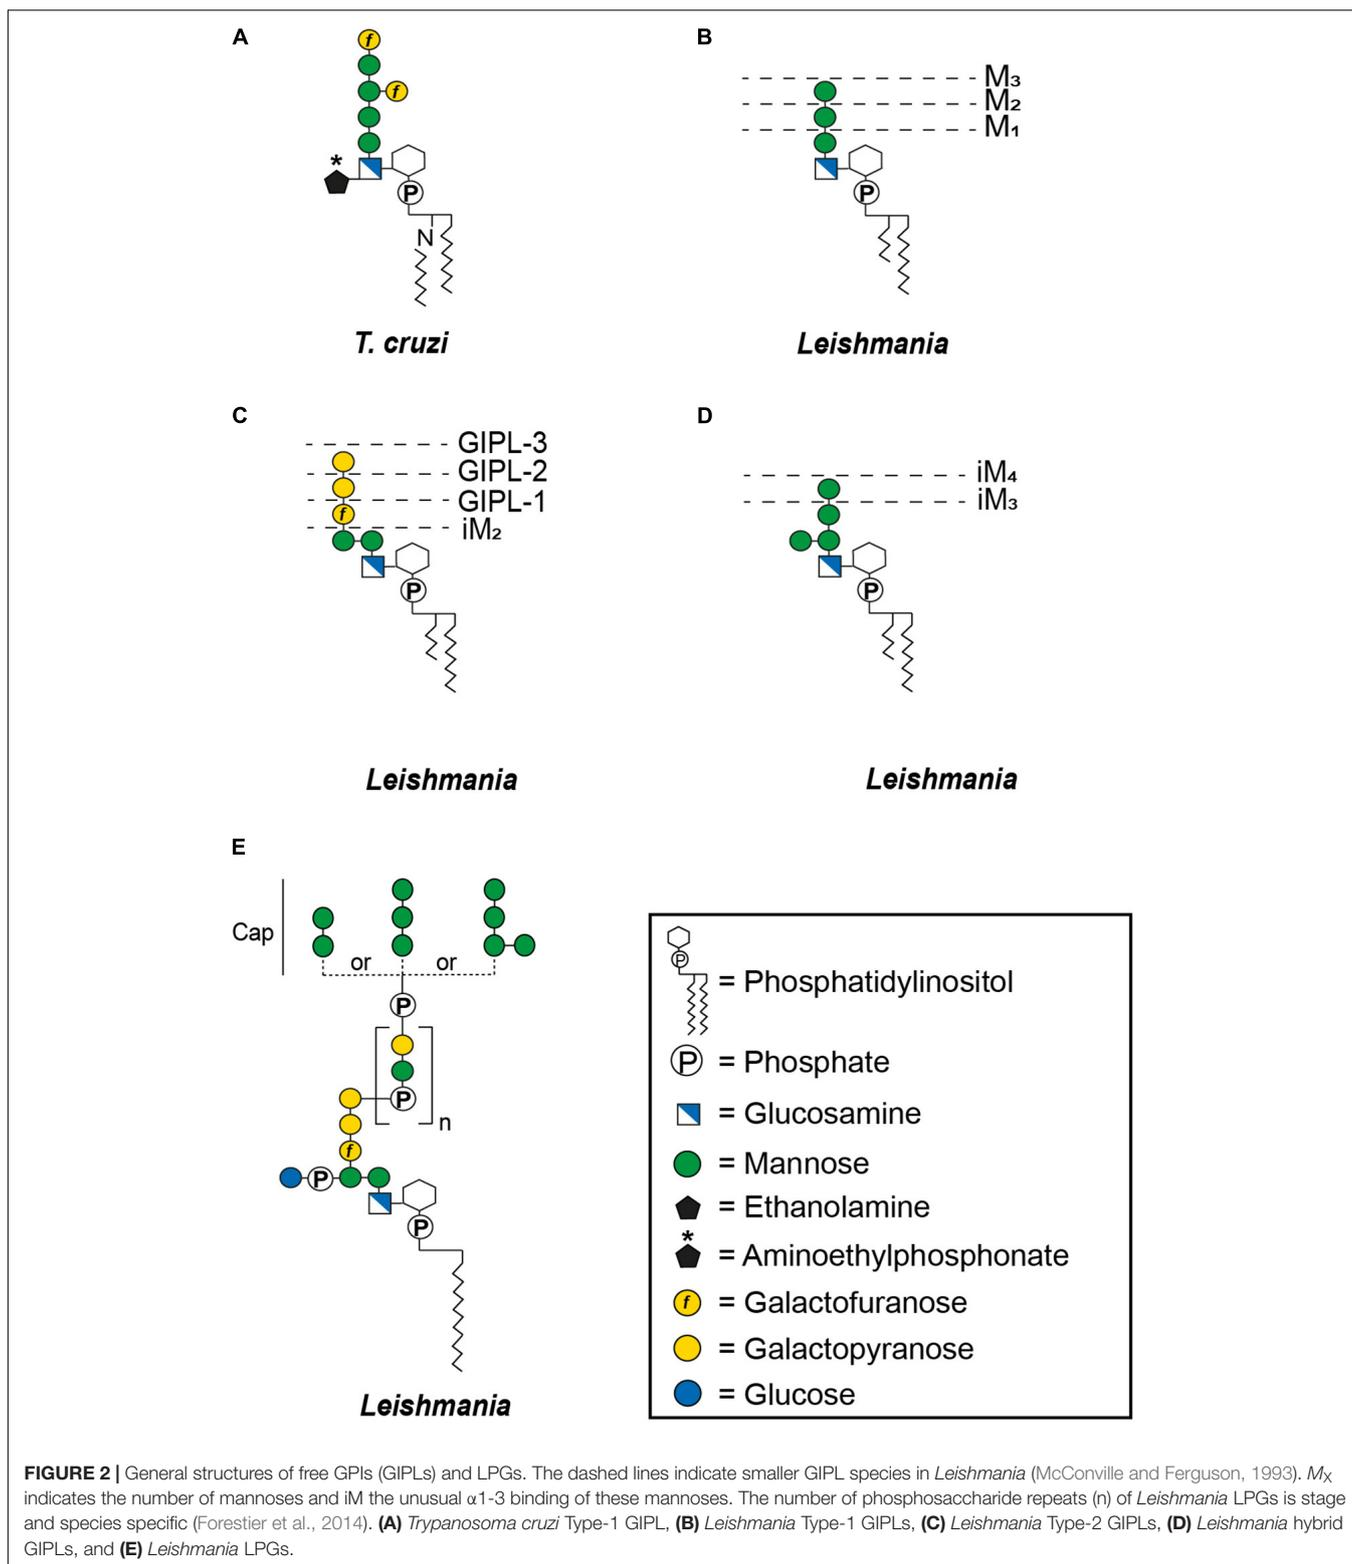 A
f
f
*
P
N
T. cruzi
B
M₃
M₂
M₁
P
Leishmania
C
GIPL-3
GIPL-2
GIPL-1
f
iM₂
P
Leishmania
D
iM₄
iM₃
P
Leishmania
E
Cap
or or
P
P
n
f
P
P
Leishmania
P
= Phosphatidylinositol
P = Phosphate
= Glucosamine
= Mannose
= Ethanolamine
*
= Aminoethylphosphonate
f = Galactofuranose
= Galactopyranose
= Glucose
FIGURE 2 | General structures of free GPIs (GIPLs) and LPGs. The dashed lines indicate smaller GIPL species in Leishmania (McConville and Ferguson, 1993). Mₓ
indicates the number of mannoses and iM the unusual α1-3 binding of these mannoses. The number of phosphosaccharide repeats (n) of Leishmania LPGs is stage
and species specific (Forestier et al., 2014). (A) Trypanosoma cruzi Type-1 GIPL, (B) Leishmania Type-1 GIPLs, (C) Leishmania Type-2 GIPLs, (D) Leishmania hybrid
GIPLs, and (E) Leishmania LPGs.